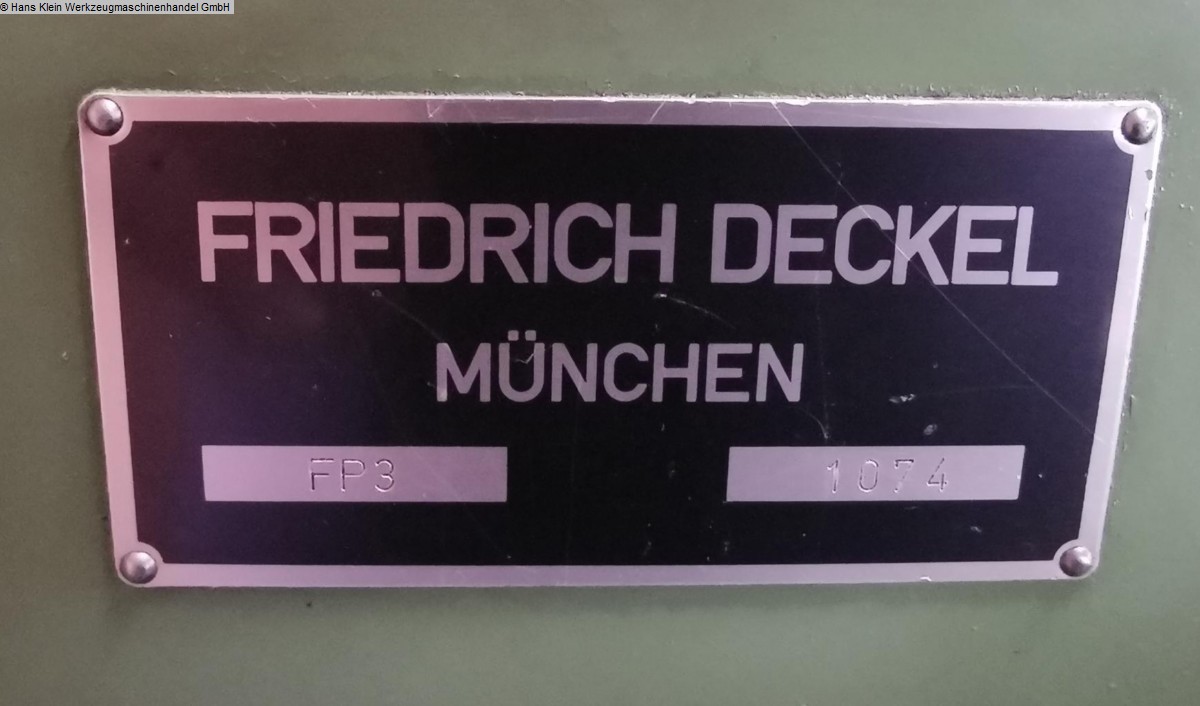 © Hans Klein Werkzeugmaschinenhandel GmbH
FRIEDRICH DECKEL
MÜNCHEN
FP3 1074